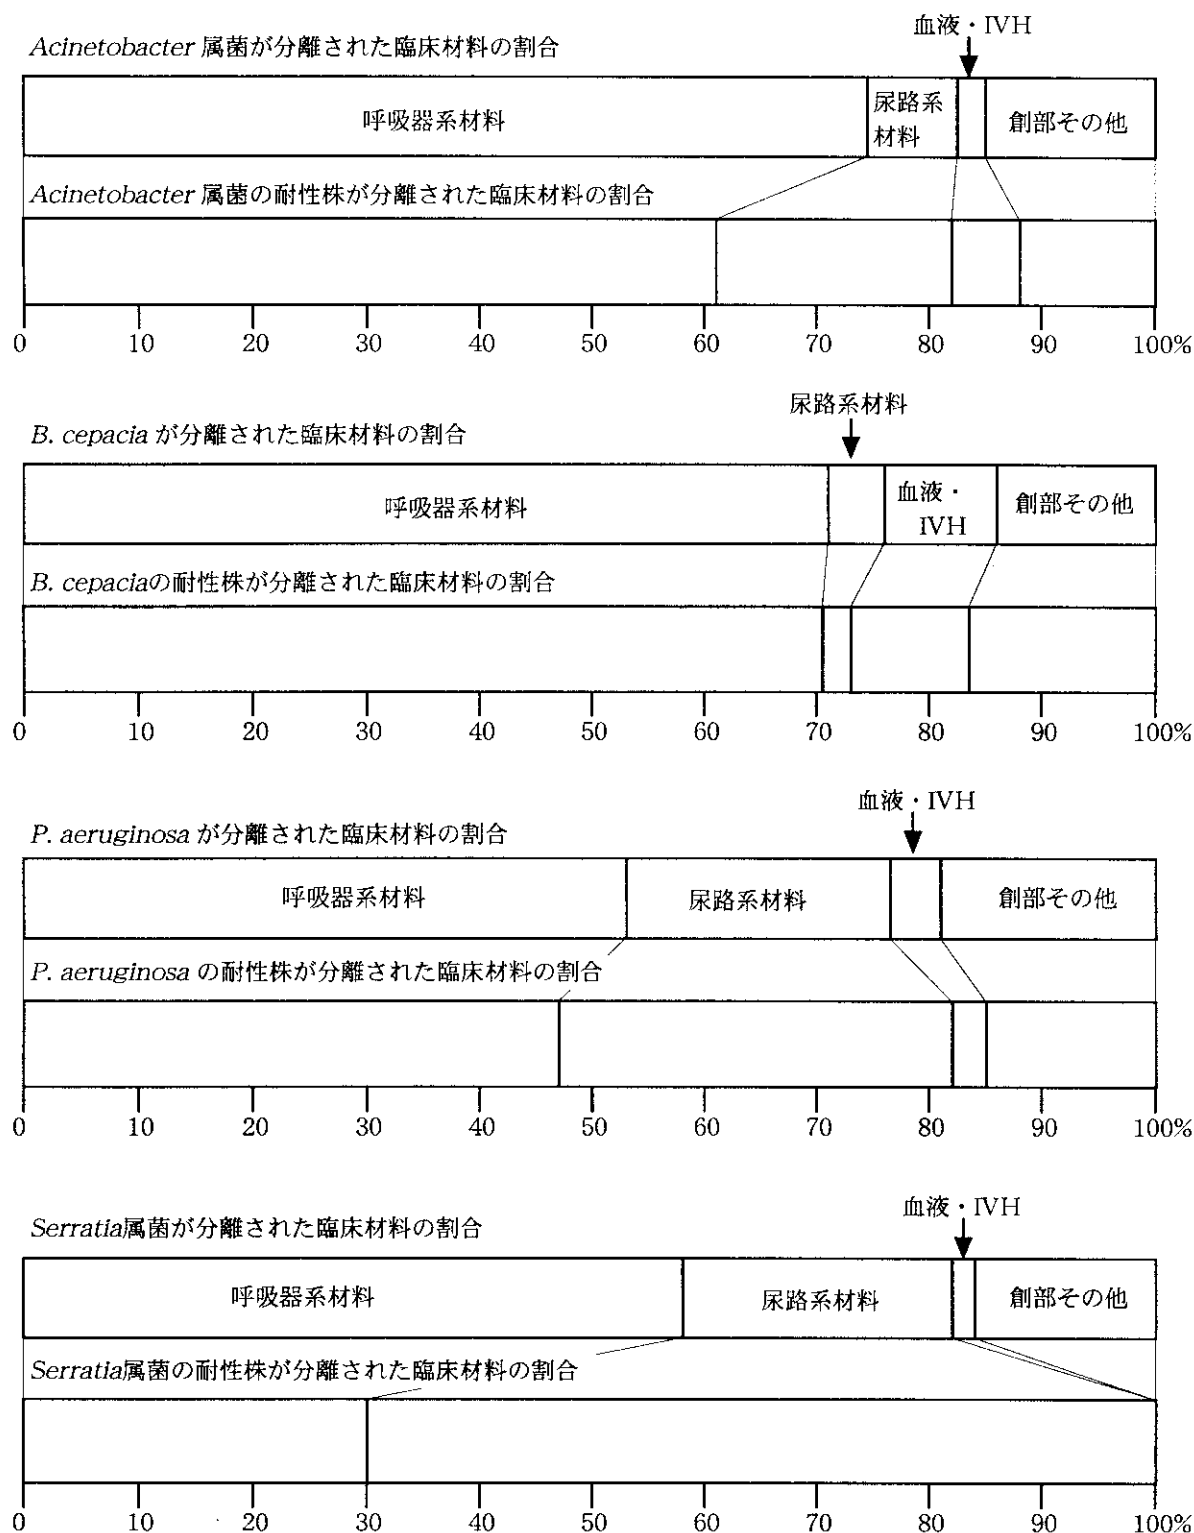 血液・IVH
Acinetobacter 属菌が分離された臨床材料の割合
呼吸器系材料
尿路系
材料
創部その他
Acinetobacter 属菌の耐性株が分離された臨床材料の割合
0 10 20 30 40 50 60 70 80 90 100%
尿路系材料
B. cepacia が分離された臨床材料の割合
呼吸器系材料
血液・
IVH
創部その他
B. cepaciaの耐性株が分離された臨床材料の割合
0 10 20 30 40 50 60 70 80 90 100%
血液・IVH
P. aeruginosa が分離された臨床材料の割合
呼吸器系材料 尿路系材料 創部その他
P. aeruginosa の耐性株が分離された臨床材料の割合
0 10 20 30 40 50 60 70 80 90 100%
血液・IVH
Serratia属菌が分離された臨床材料の割合
呼吸器系材料 尿路系材料 創部その他
Serratia属菌の耐性株が分離された臨床材料の割合
0 10 20 30 40 50 60 70 80 90 100%